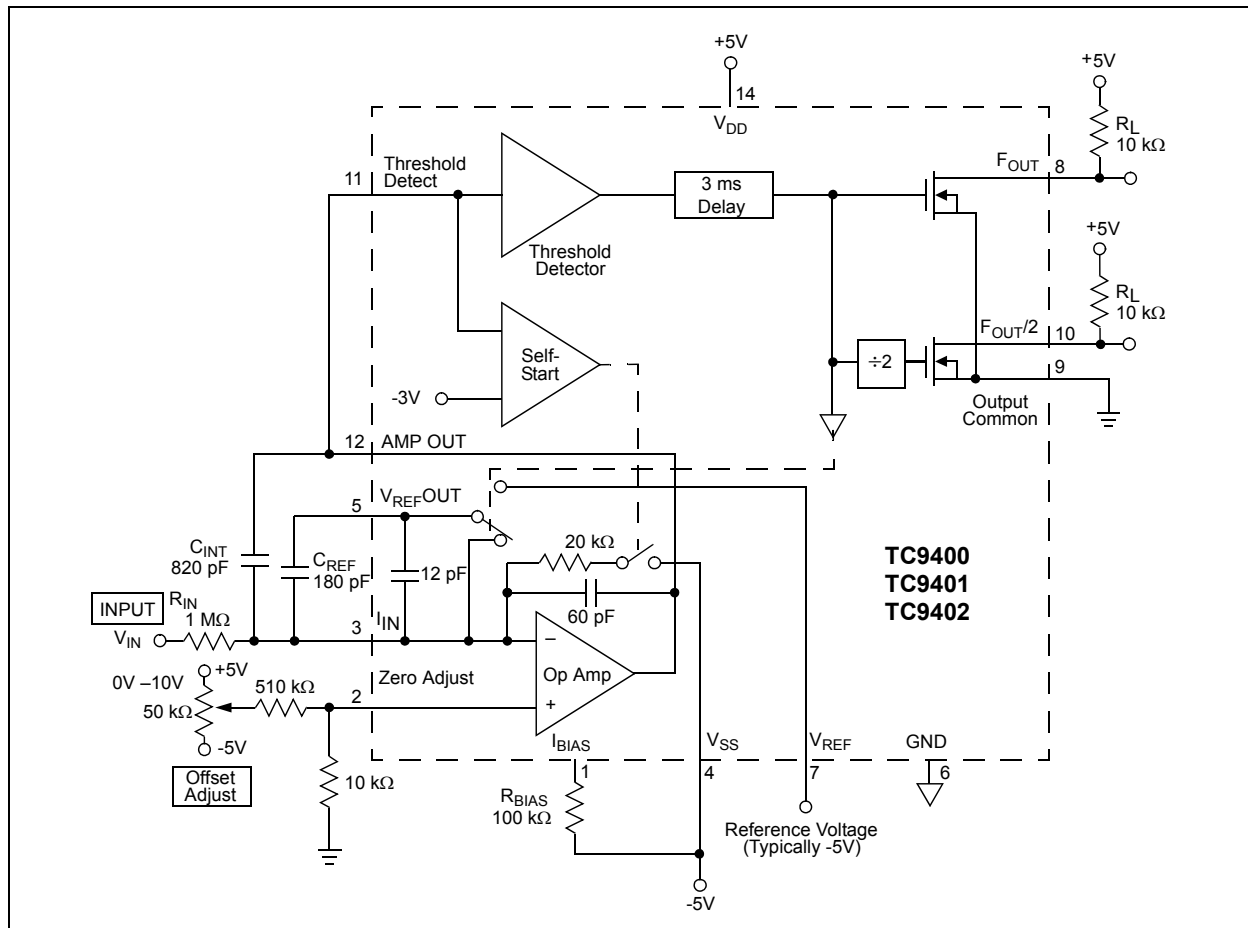 +5V
14
VDD
+5V
RL
10 kΩ
FOUT
8
11
Threshold
Detect
3 ms
Delay
Threshold
Detector
+5V
RL
10 kΩ
FOUT/2
10
÷2
9
Output
Common
Self-
Start
-3V
12
AMP OUT
5
VREFOUT
CINT
820 pF
CREF
180 pF
12 pF
20 kΩ
60 pF
TC9400
TC9401
TC9402
INPUT
RIN
1 MΩ
VIN
IIN
3
–
Op Amp
+
Zero Adjust
2
+5V
0V –10V
50 kΩ
510 kΩ
-5V
Offset
Adjust
10 kΩ
IBIAS
1
RBIAS
100 kΩ
VSS
4
VREF
7
GND
6
Reference Voltage
(Typically -5V)
-5V